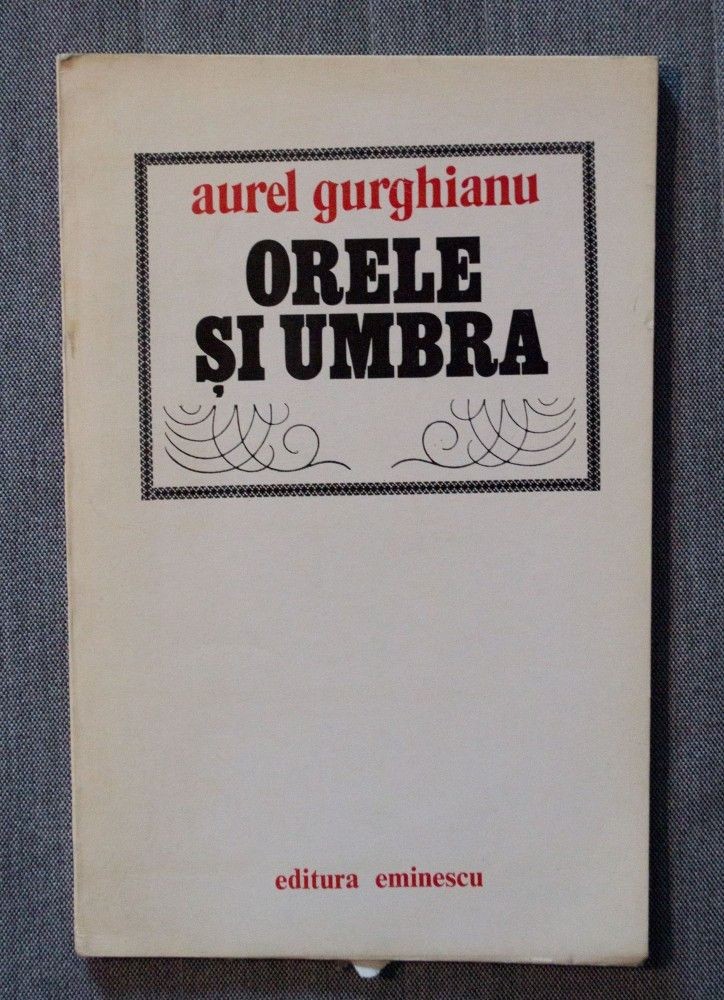 aurel gurghianu
ORELE
ȘI UMBRA
editura eminescu